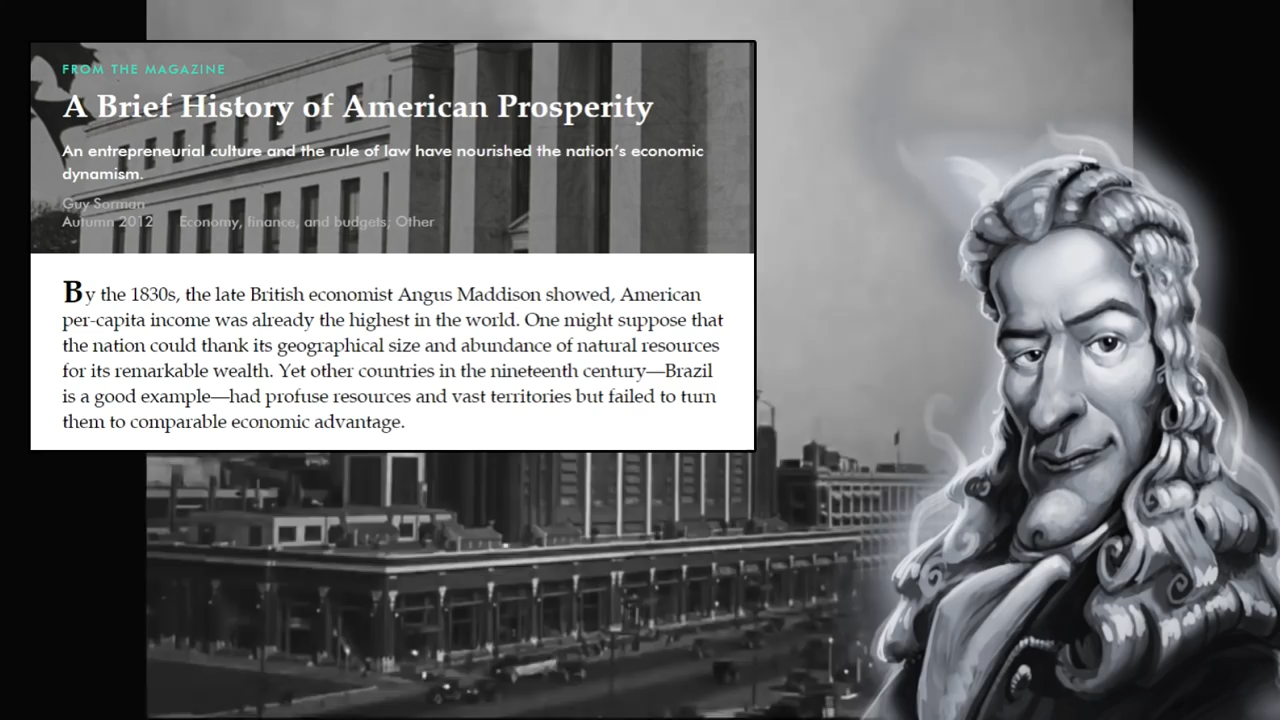 FROM THE MAGAZINE
A Brief History of American Prosperity
An entrepreneurial culture and the rule of law have nourished the nation’s economic
dynamism.
Guy Sorman
Autumn 2012 Economy, finance, and budgets; Other
By the 1830s, the late British economist Angus Maddison showed, American
per-capita income was already the highest in the world. One might suppose that
the nation could thank its geographical size and abundance of natural resources
for its remarkable wealth. Yet other countries in the nineteenth century—Brazil
is a good example—had profuse resources and vast territories but failed to turn
them to comparable economic advantage.